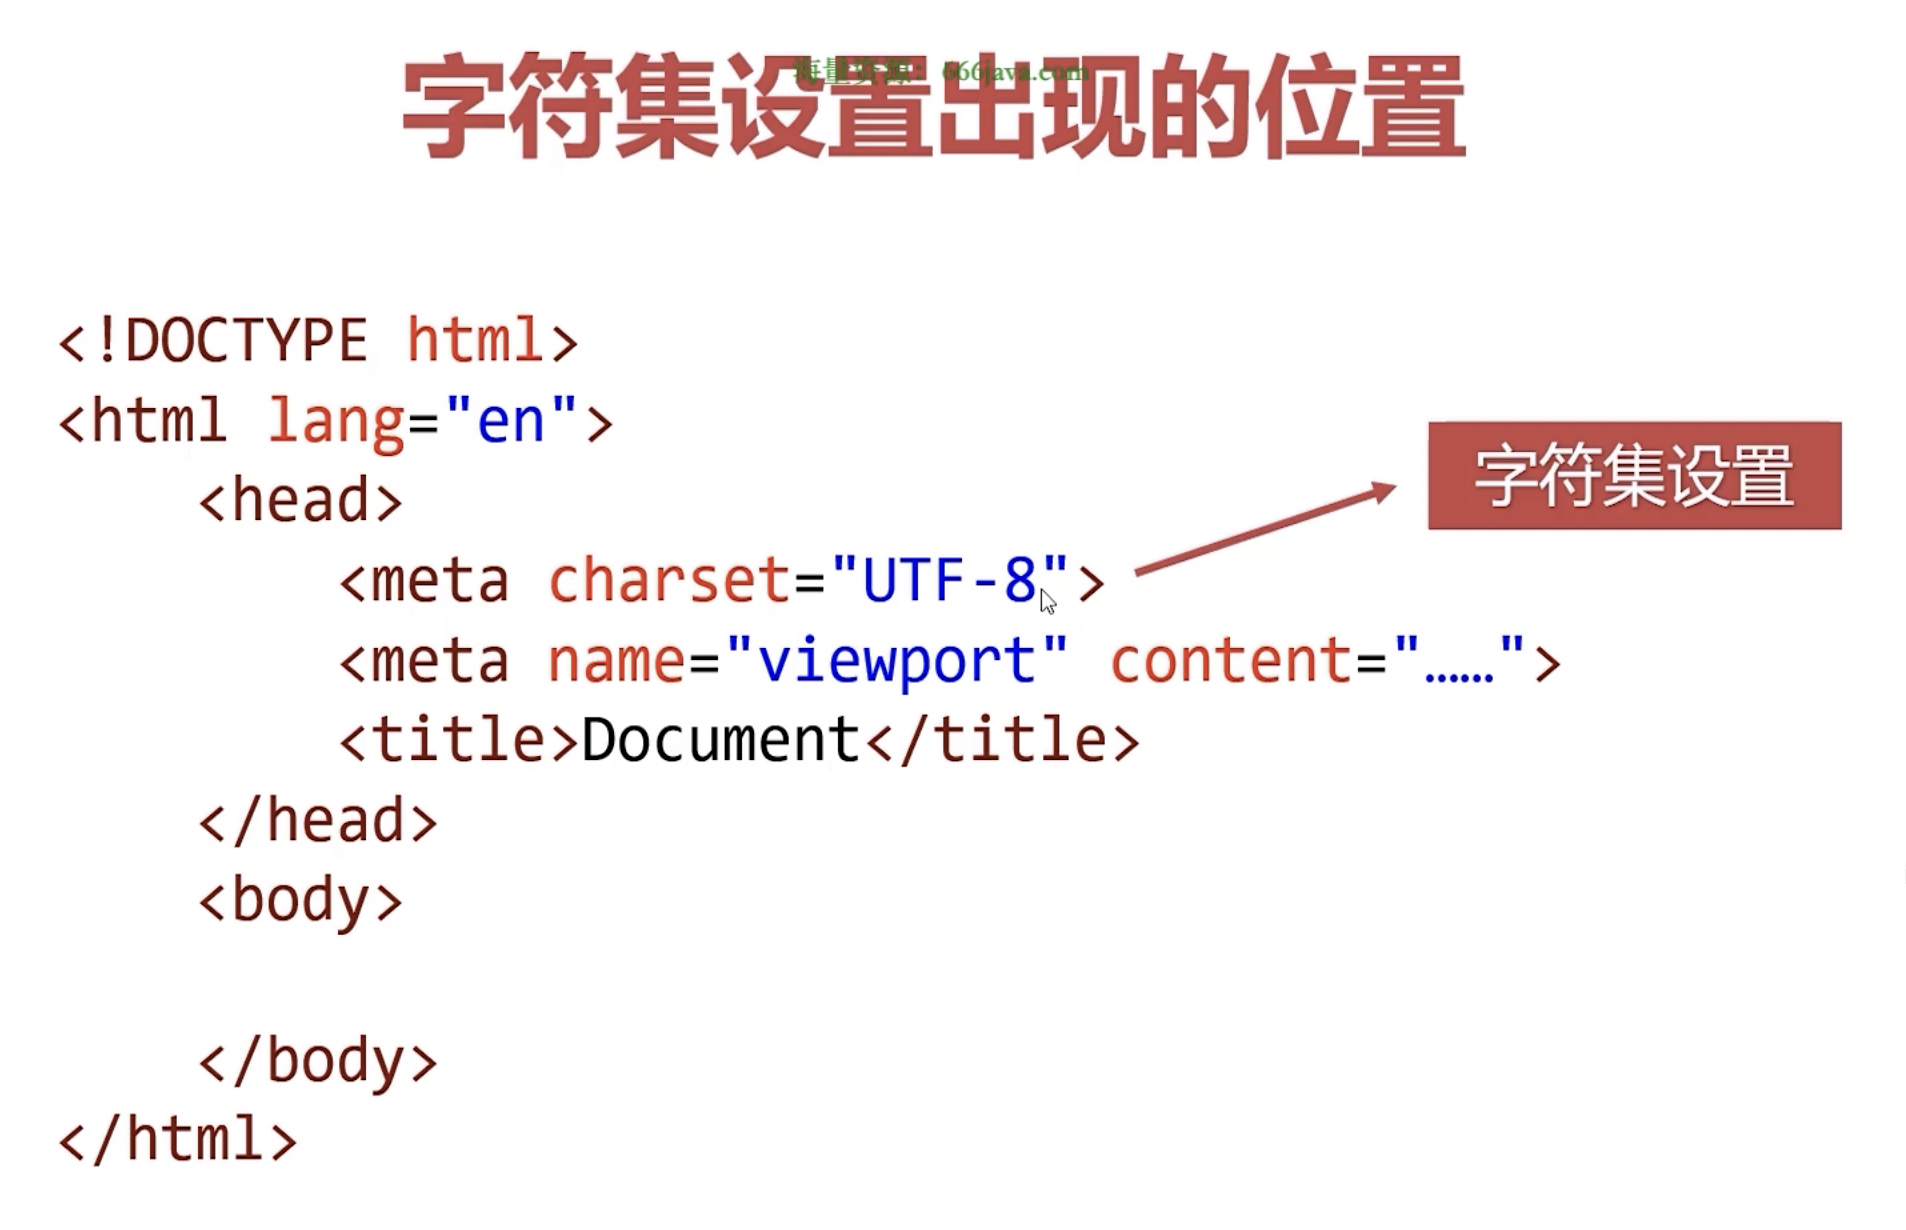 字符集设置出现的位置
海量资源：666java.com
<!DOCTYPE html>
<html lang="en">
<head>
字符集设置
<meta charset="UTF-8">
<meta name="viewport" content="……">
<title>Document</title>
</head>
<body>
</body>
</html>